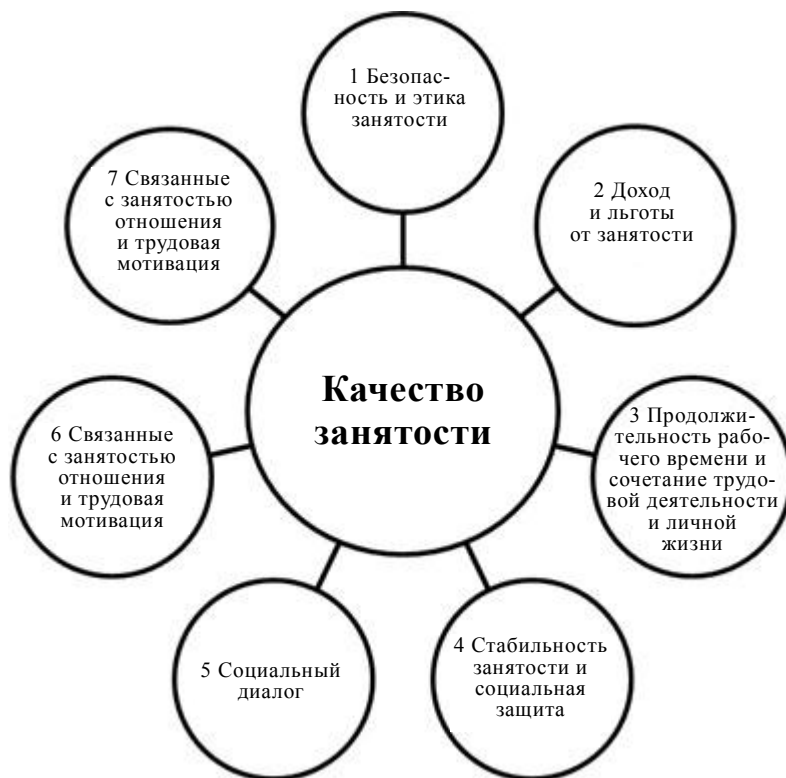 1 Безопас-
ность и этика
занятости
2 Доход
и льготы
от занятости
3 Продолжи-
тельность рабо-
чего времени и
сочетание трудо-
вой деятельности
и личной
жизни
4 Стабильность
занятости и
социальная
защита
5 Социальный
диалог
6 Связанные
с занятостью
отношения
и трудовая
мотивация
7 Связанные
с занятостью
отношения
и трудовая
мотивация
Качество
занятости